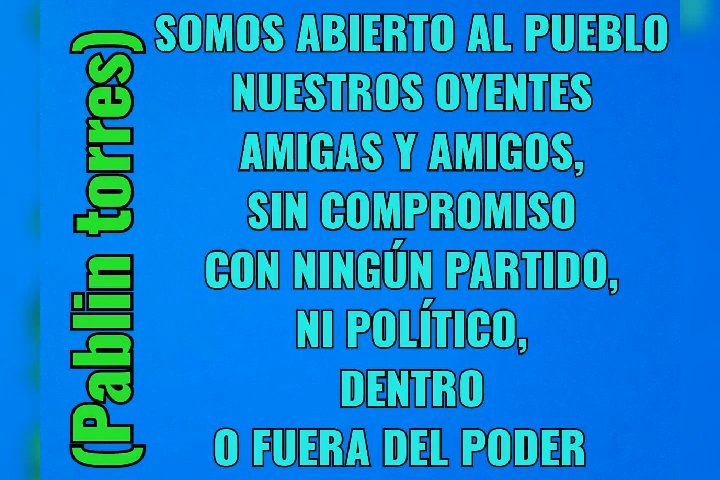 (Pablin torres)
SOMOS ABIERTO AL PUEBLO
NUESTROS OYENTES
AMIGAS Y AMIGOS,
SIN COMPROMISO
CON NINGÚN PARTIDO,
NI POLÍTICO,
DENTRO
O FUERA DEL PODER